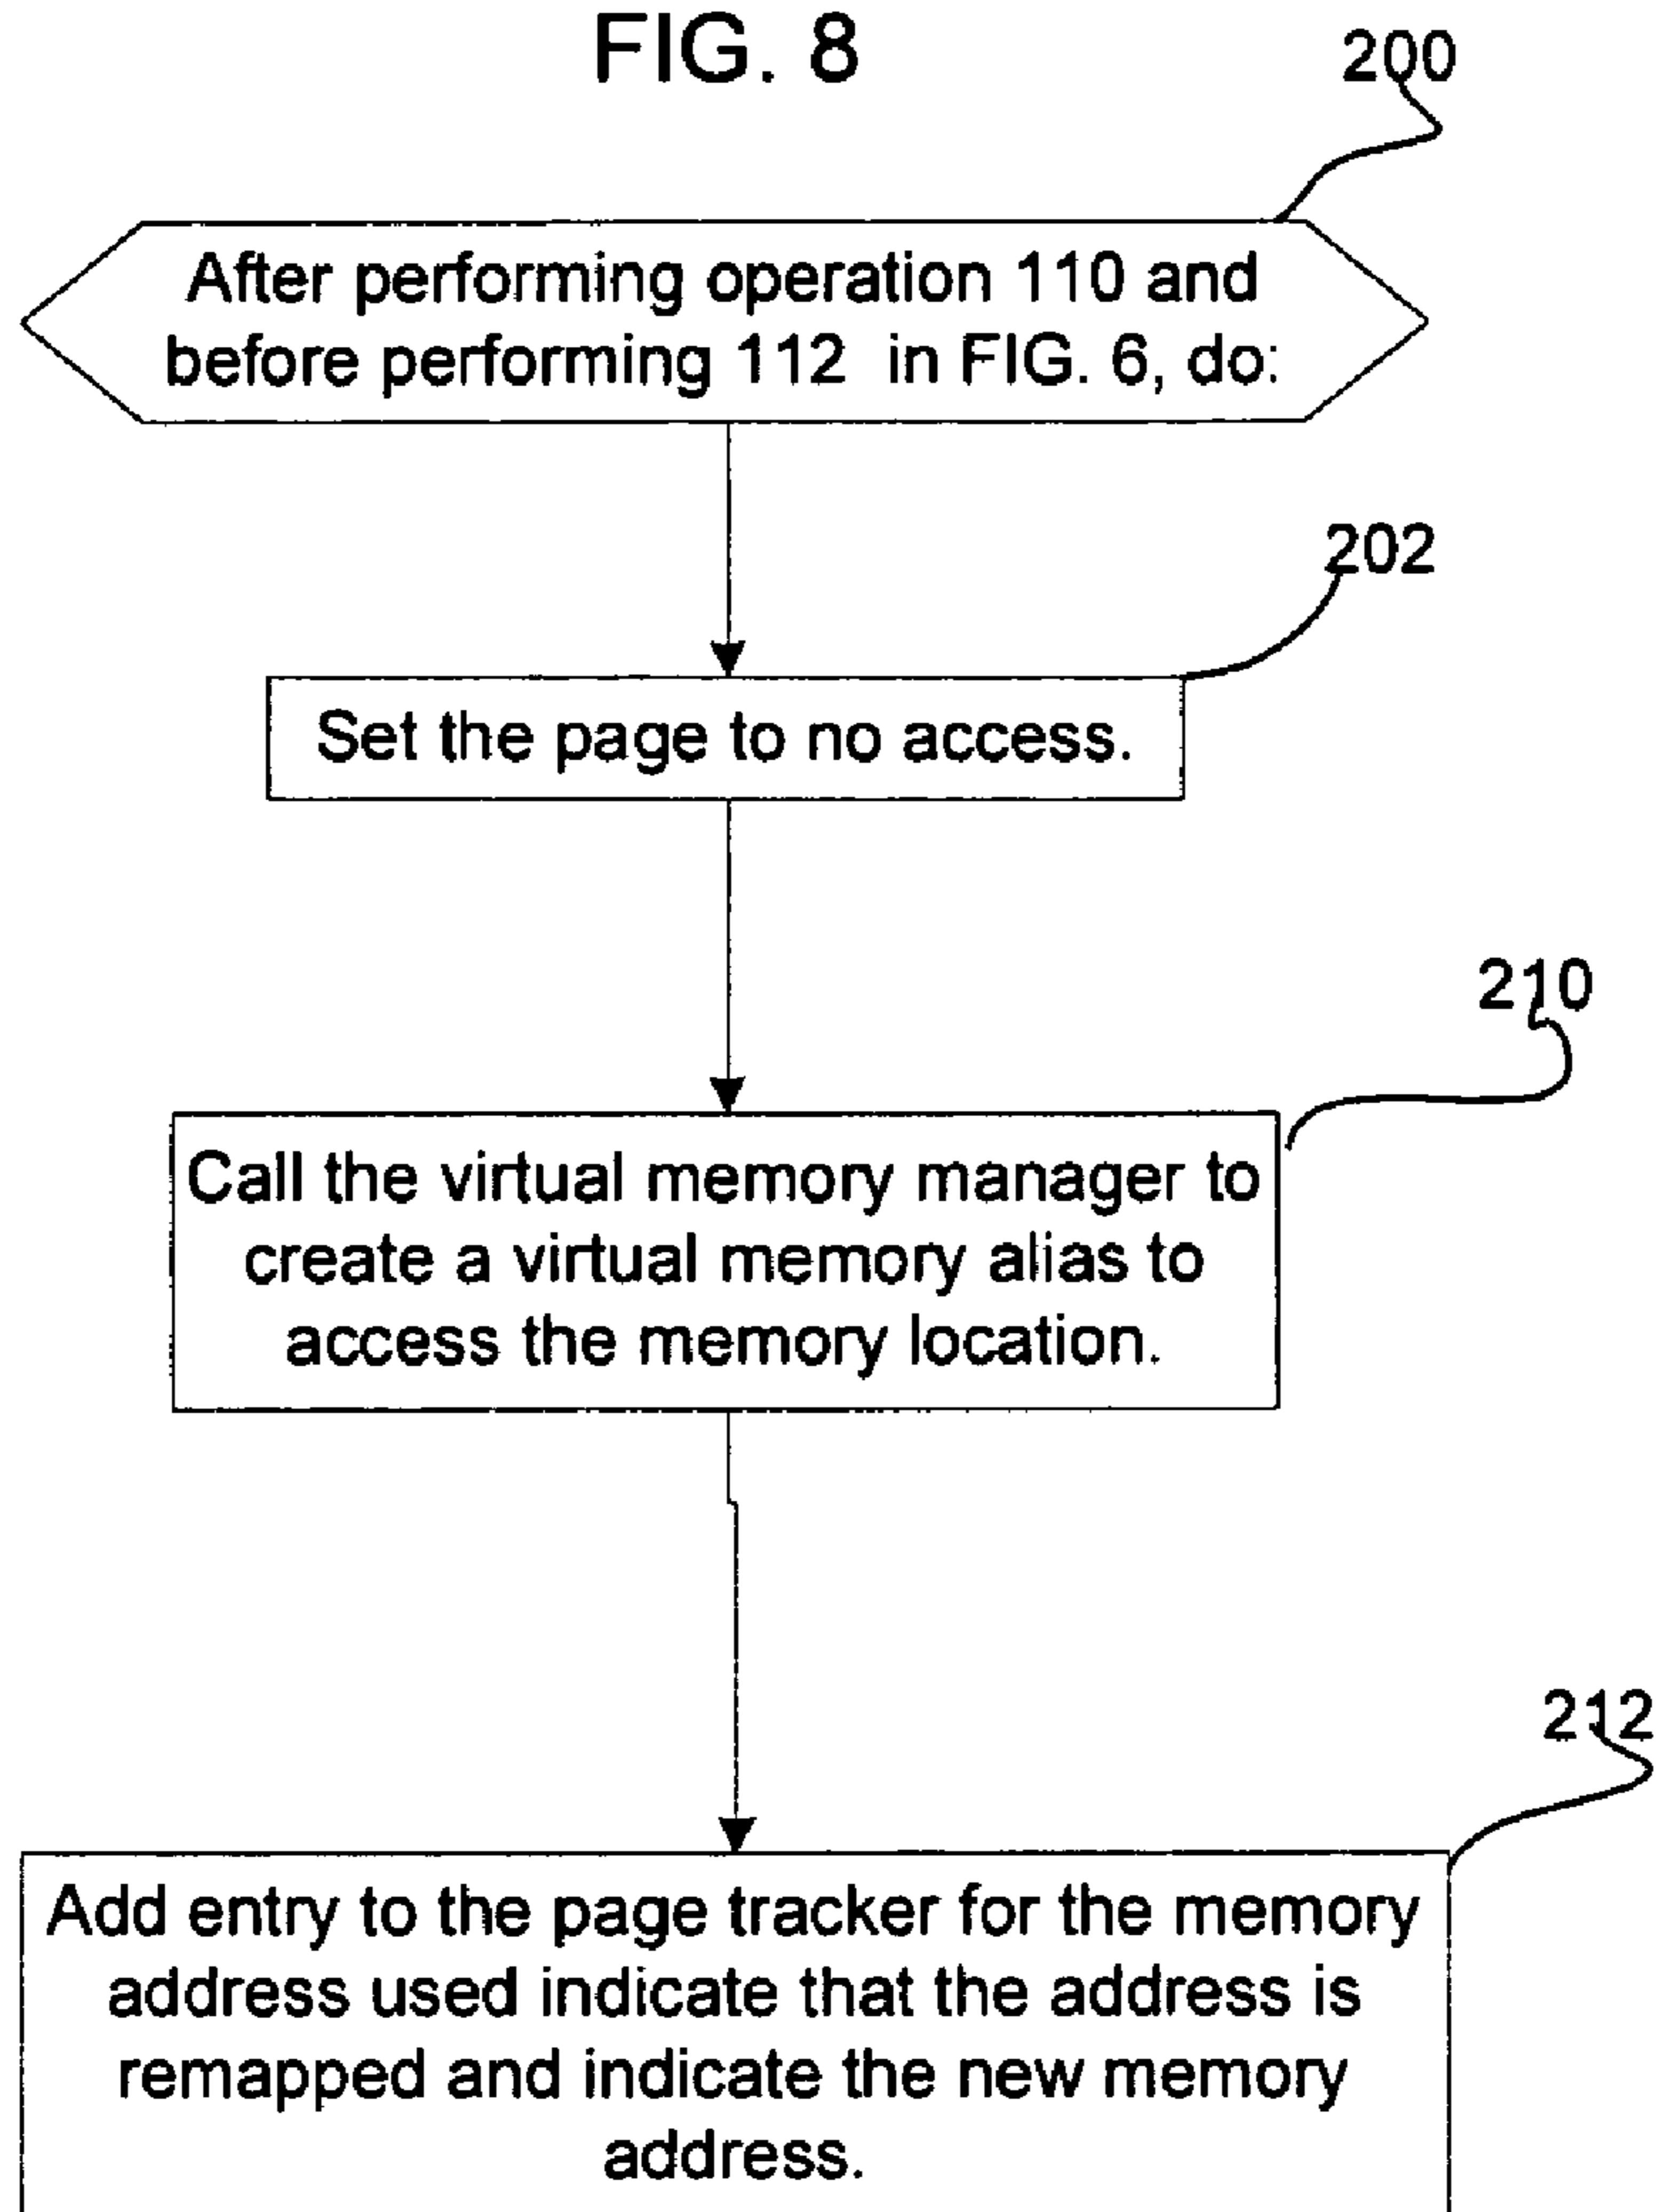 FIG. 8
200
After performing operation 110 and
before performing 112 in FIG. 6, do:
202
Set the page to no access.
210
Call the virtual memory manager to
create a virtual memory alias to
access the memory location.
212
Add entry to the page tracker for the memory
address used indicate that the address is
remapped and indicate the new memory
address.